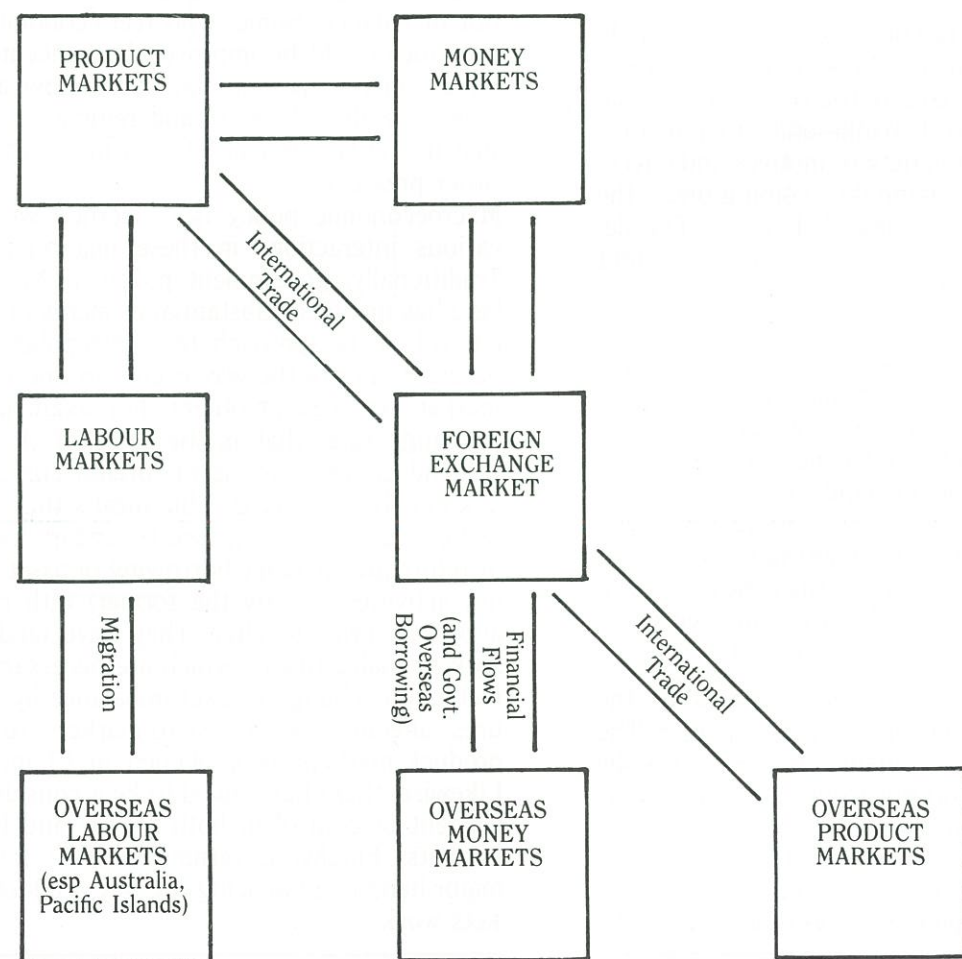 PRODUCT
MARKETS
MONEY
MARKETS
International
Trade
LABOUR
MARKETS
FOREIGN
EXCHANGE
MARKET
Migration
Financial
Flows
(and Govt.
Overseas
Borrowing)
International
Trade
OVERSEAS
LABOUR
MARKETS
(esp Australia,
Pacific Islands)
OVERSEAS
MONEY
MARKETS
OVERSEAS
PRODUCT
MARKETS